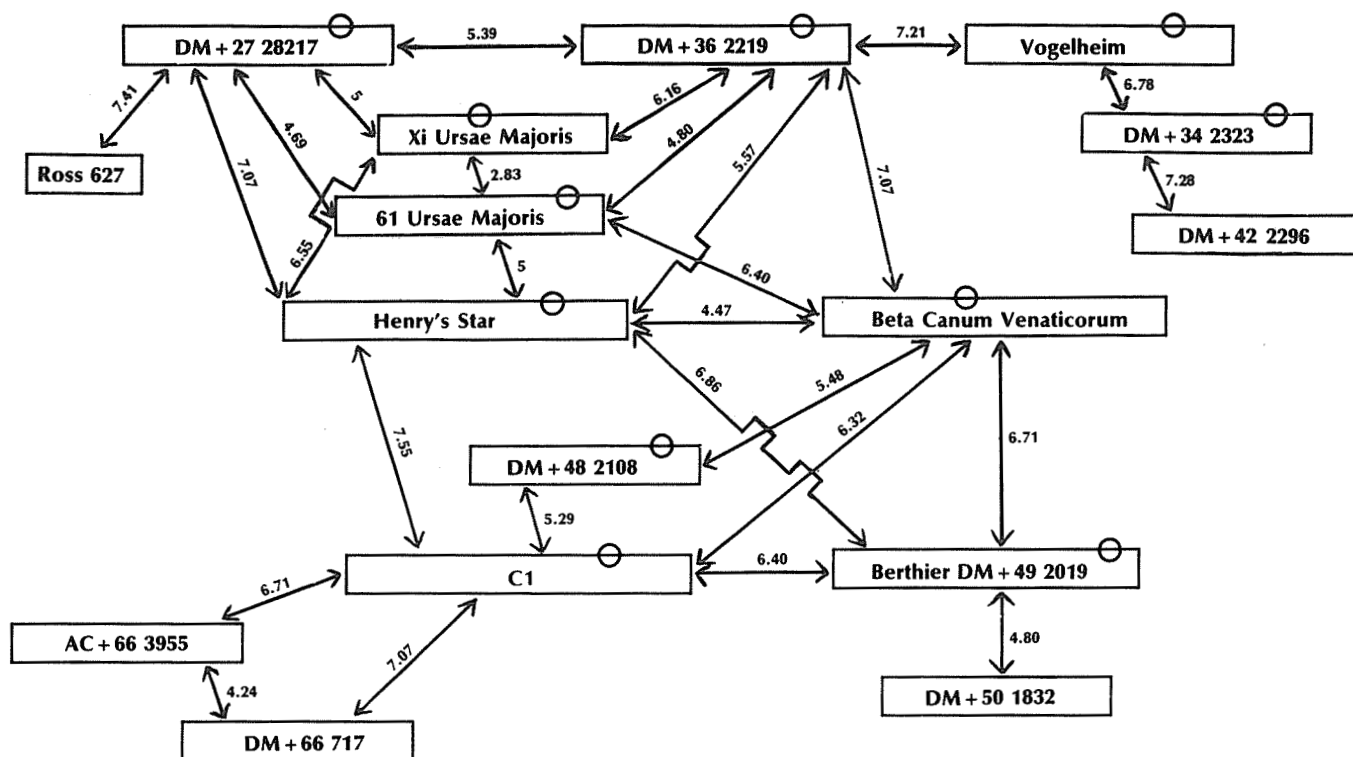 DM+27 28217
5.39
DM+36 2219
7.21
Vogelheim
7.41
5
6.16
6.78
4.69
Xi Ursae Majoris
4.80
DM+34 2323
Ross 627
7.07
2.83
5.57
7.07
7.28
61 Ursae Majoris
DM+42 2296
6.55
5
6.40
Henry's Star
4.47
Beta Canum Venaticorum
6.86
5.48
6.32
7.55
6.71
DM+48 2108
5.29
C1
6.40
Berthier DM+49 2019
6.71
AC+66 3955
7.07
4.80
4.24
DM+50 1832
DM+66 717